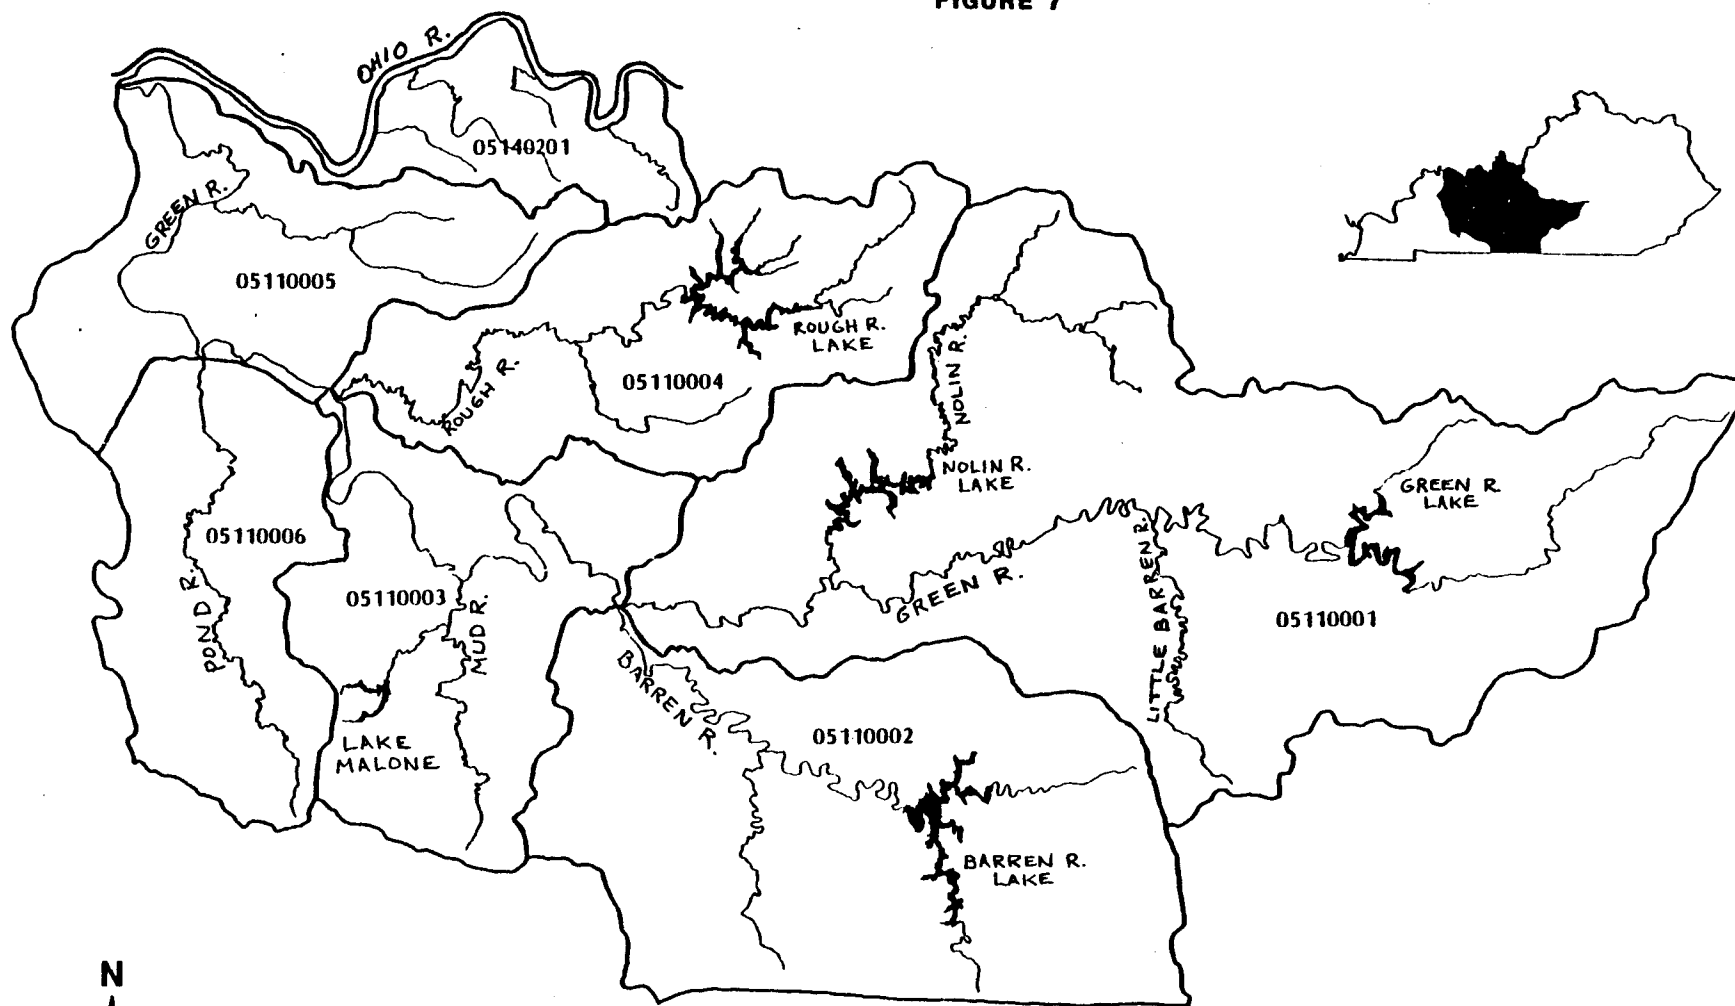 FIGURE 7
OHIO R.
05140201
GREEN R.
05110005
ROUGH R.
LAKE
05110004
ROUGH R.
NOLIN R.
NOLIN R.
LAKE
GREEN R.
LAKE
05110006
POND R.
05110003
MUD R.
GREEN R.
LITTLE BARREN R.
05110001
BARREN R.
05110002
LAKE
MALONE
BARREN R.
LAKE
N